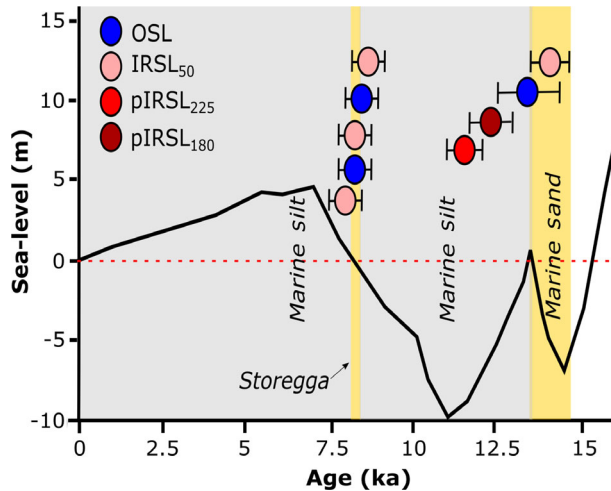 15
10
5
0
-5
-10
Sea-level (m)
OSL
IRSL₅₀
pIRSL₂₂₅
pIRSL₁₈₀
Marine silt
Marine silt
Marine sand
Storegga
0
2.5
5
7.5
10
12.5
15
Age (ka)